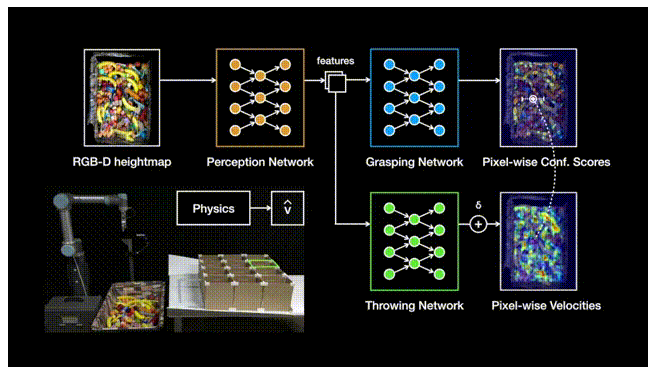 features
RGB-D heightmap
Perception Network
Grasping Network
Pixel-wise Conf. Scores
Physics
v̂
δ
+
Throwing Network
Pixel-wise Velocities